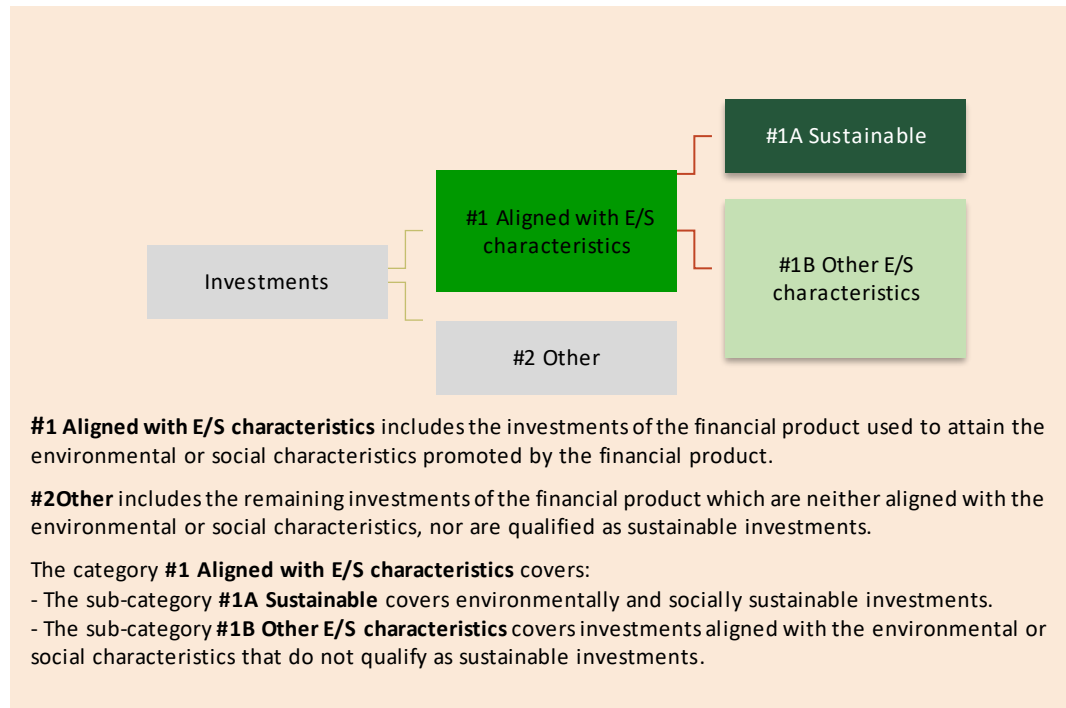 #1A Sustainable
#1 Aligned with E/S
characteristics
#1B Other E/S
characteristics
Investments
#2 Other
#1 Aligned with E/S characteristics includes the investments of the financial product used to attain the
environmental or social characteristics promoted by the financial product.
#2Other includes the remaining investments of the financial product which are neither aligned with the
environmental or social characteristics, nor are qualified as sustainable investments.
The category #1 Aligned with E/S characteristics covers:
- The sub-category #1A Sustainable covers environmentally and socially sustainable investments.
- The sub-category #1B Other E/S characteristics covers investments aligned with the environmental or
social characteristics that do not qualify as sustainable investments.